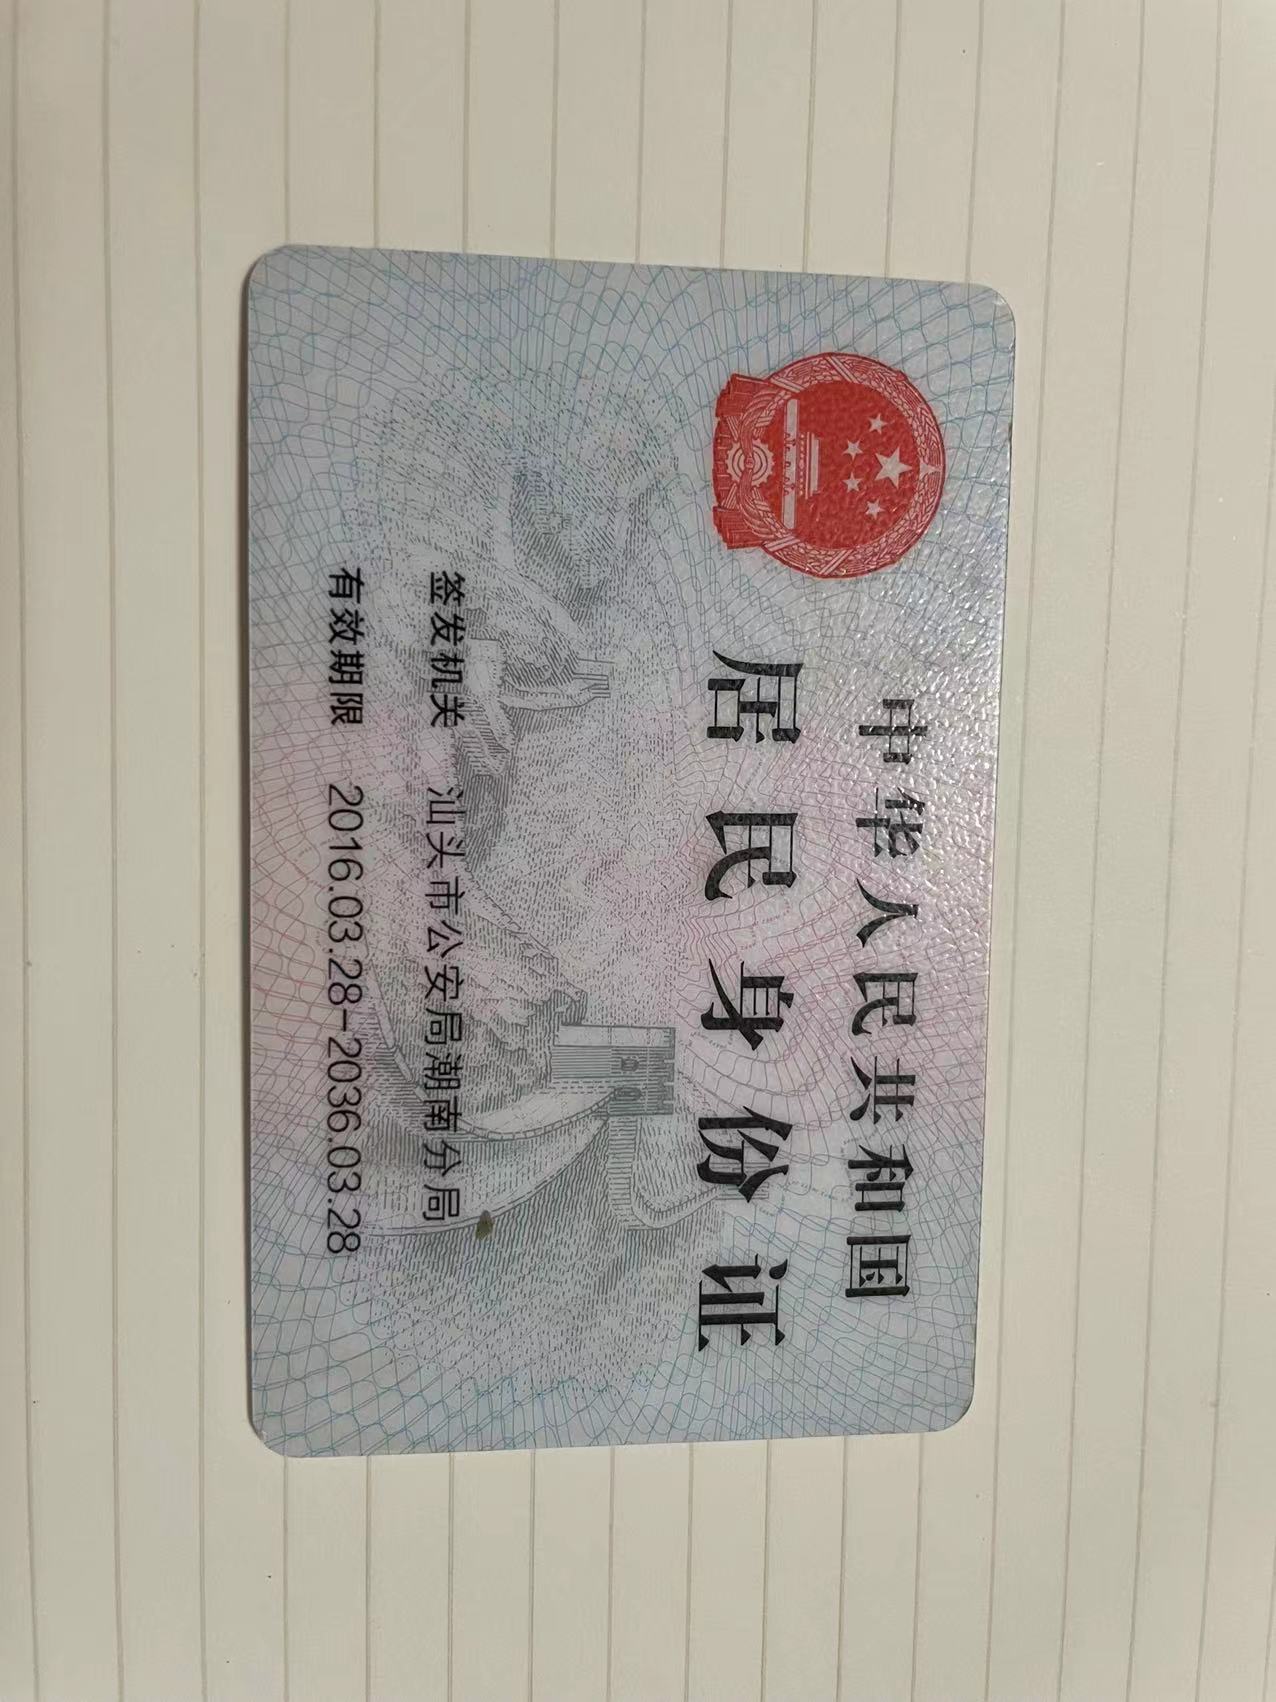 中华人民共和国
居民身份证
签发机关 汕头市公安局潮南分局
有效期限 2016.03.28-2036.03.28